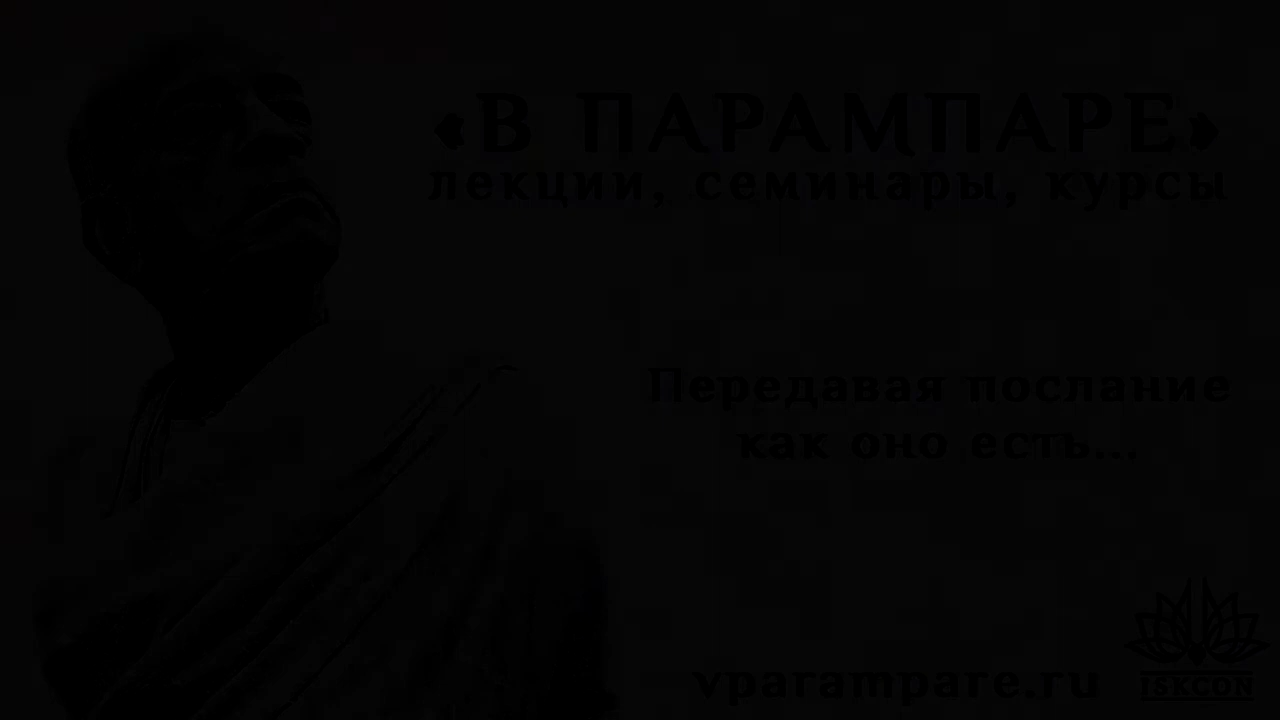 «В ПАРАМПАРЕ»
лекции, семинары, курсы
Передавая послание
как оно есть...
vparampare.ru
ISKCON